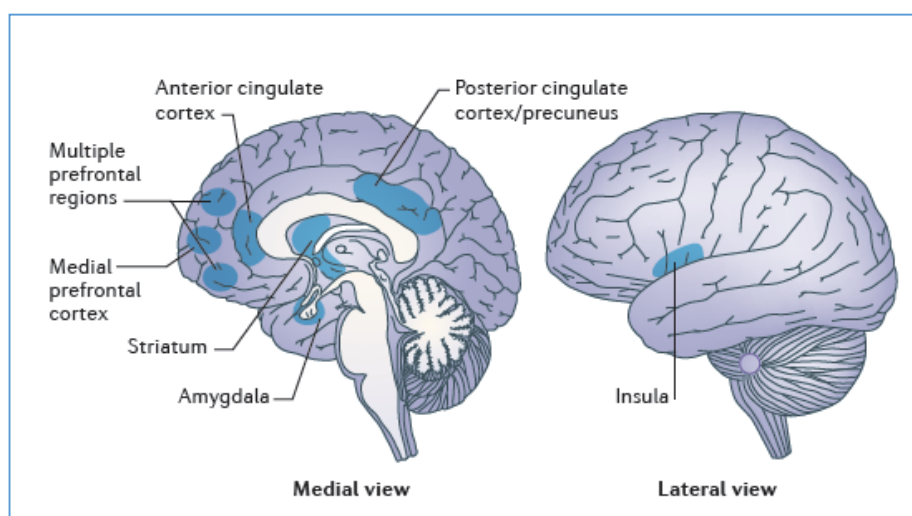 Anterior cingulate
cortex
Posterior cingulate
cortex/precuneus
Multiple
prefrontal
regions
Medial
prefrontal
cortex
Striatum
Amygdala
Insula
Medial view
Lateral view